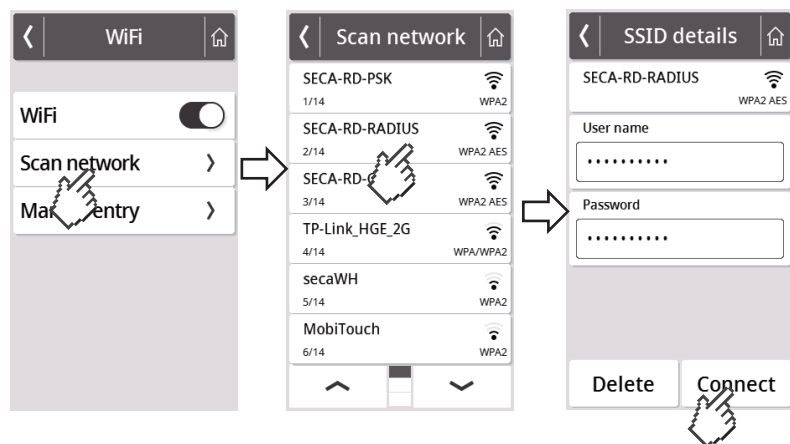 WiFi
WiFi
Scan network
Scan network
SECA-RD-PSK
1/14 WPA2
SECA-RD-RADIUS
2/14 WPA2 AES
3/14 WPA2 AES
TP-Link_HGE_2G
4/14 WPA/WPA2
secaWH
5/14 WPA2
MobiTouch
6/14 WPA2
SSID details
SECA-RD-RADIUS
WPA2 AES
User name
..........
Password
..........
Delete Connect